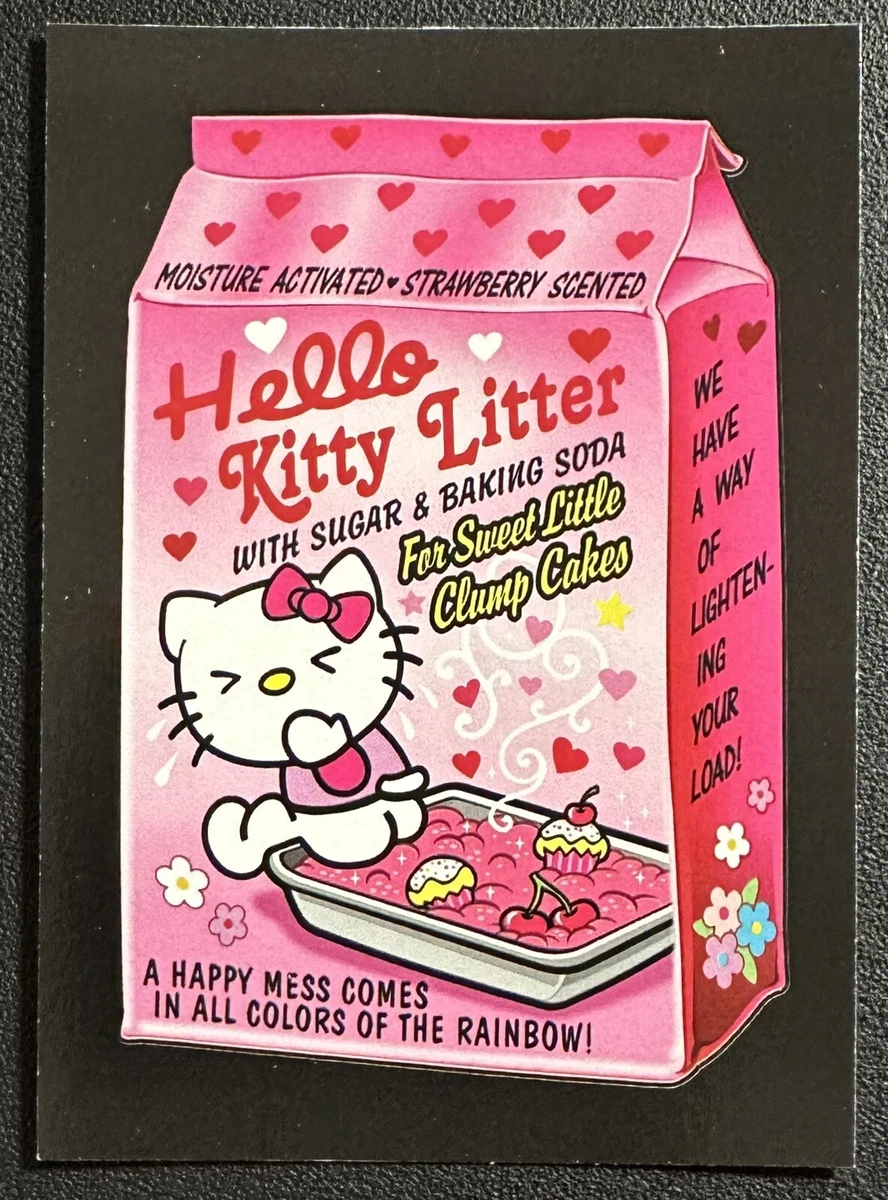 MOISTURE ACTIVATED ♥ STRAWBERRY SCENTED
Hello
Kitty Litter
WITH SUGAR & BAKING SODA
For Sweet Little
Clump Cakes
A HAPPY MESS COMES
IN ALL COLORS OF THE RAINBOW!
WE
HAVE
A WAY
OF
LIGHTEN-
ING
YOUR
LOAD!